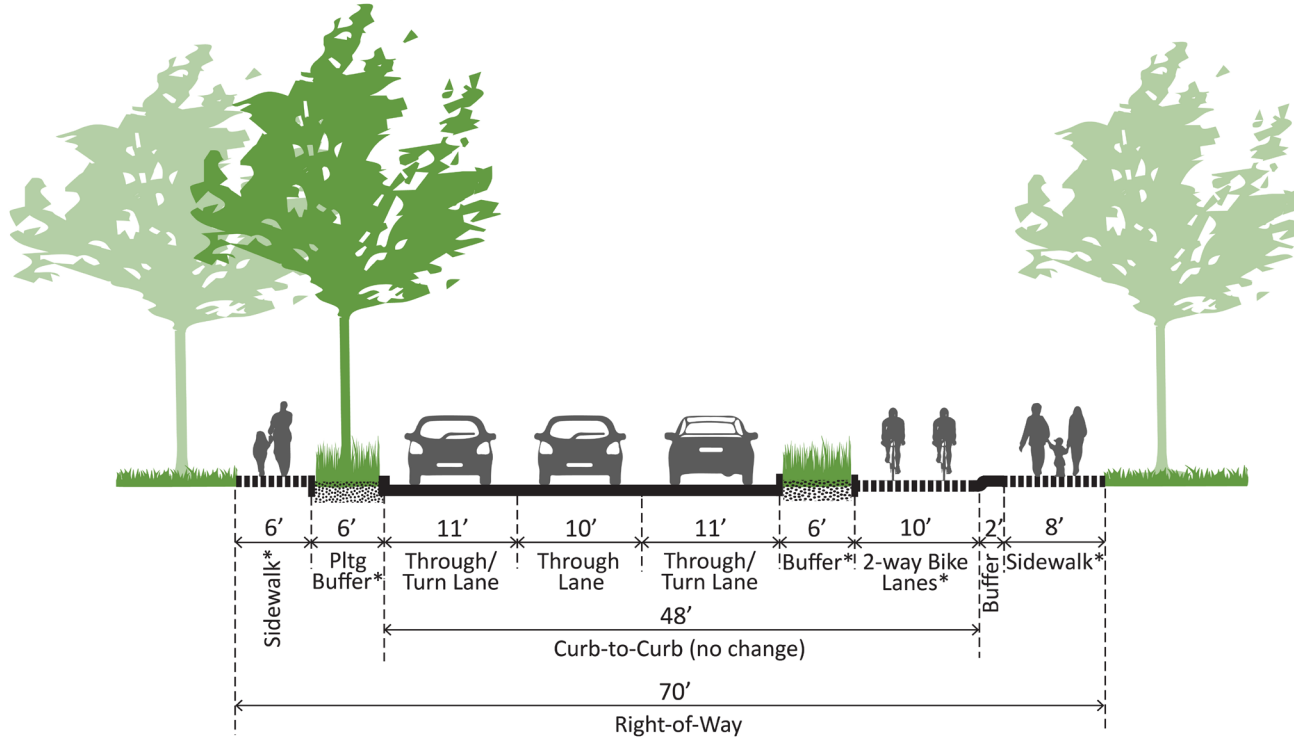 6’ 6’ 11’ 10’ 11’ 6’ 10’ 2’ 8’
Sidewalk*
Pltg
Buffer*
Through/
Turn Lane
Through
Lane
Through/
Turn Lane
Buffer*
2-way Bike
Lanes*
Buffer
Sidewalk*
48’
Curb-to-Curb (no change)
70’
Right-of-Way